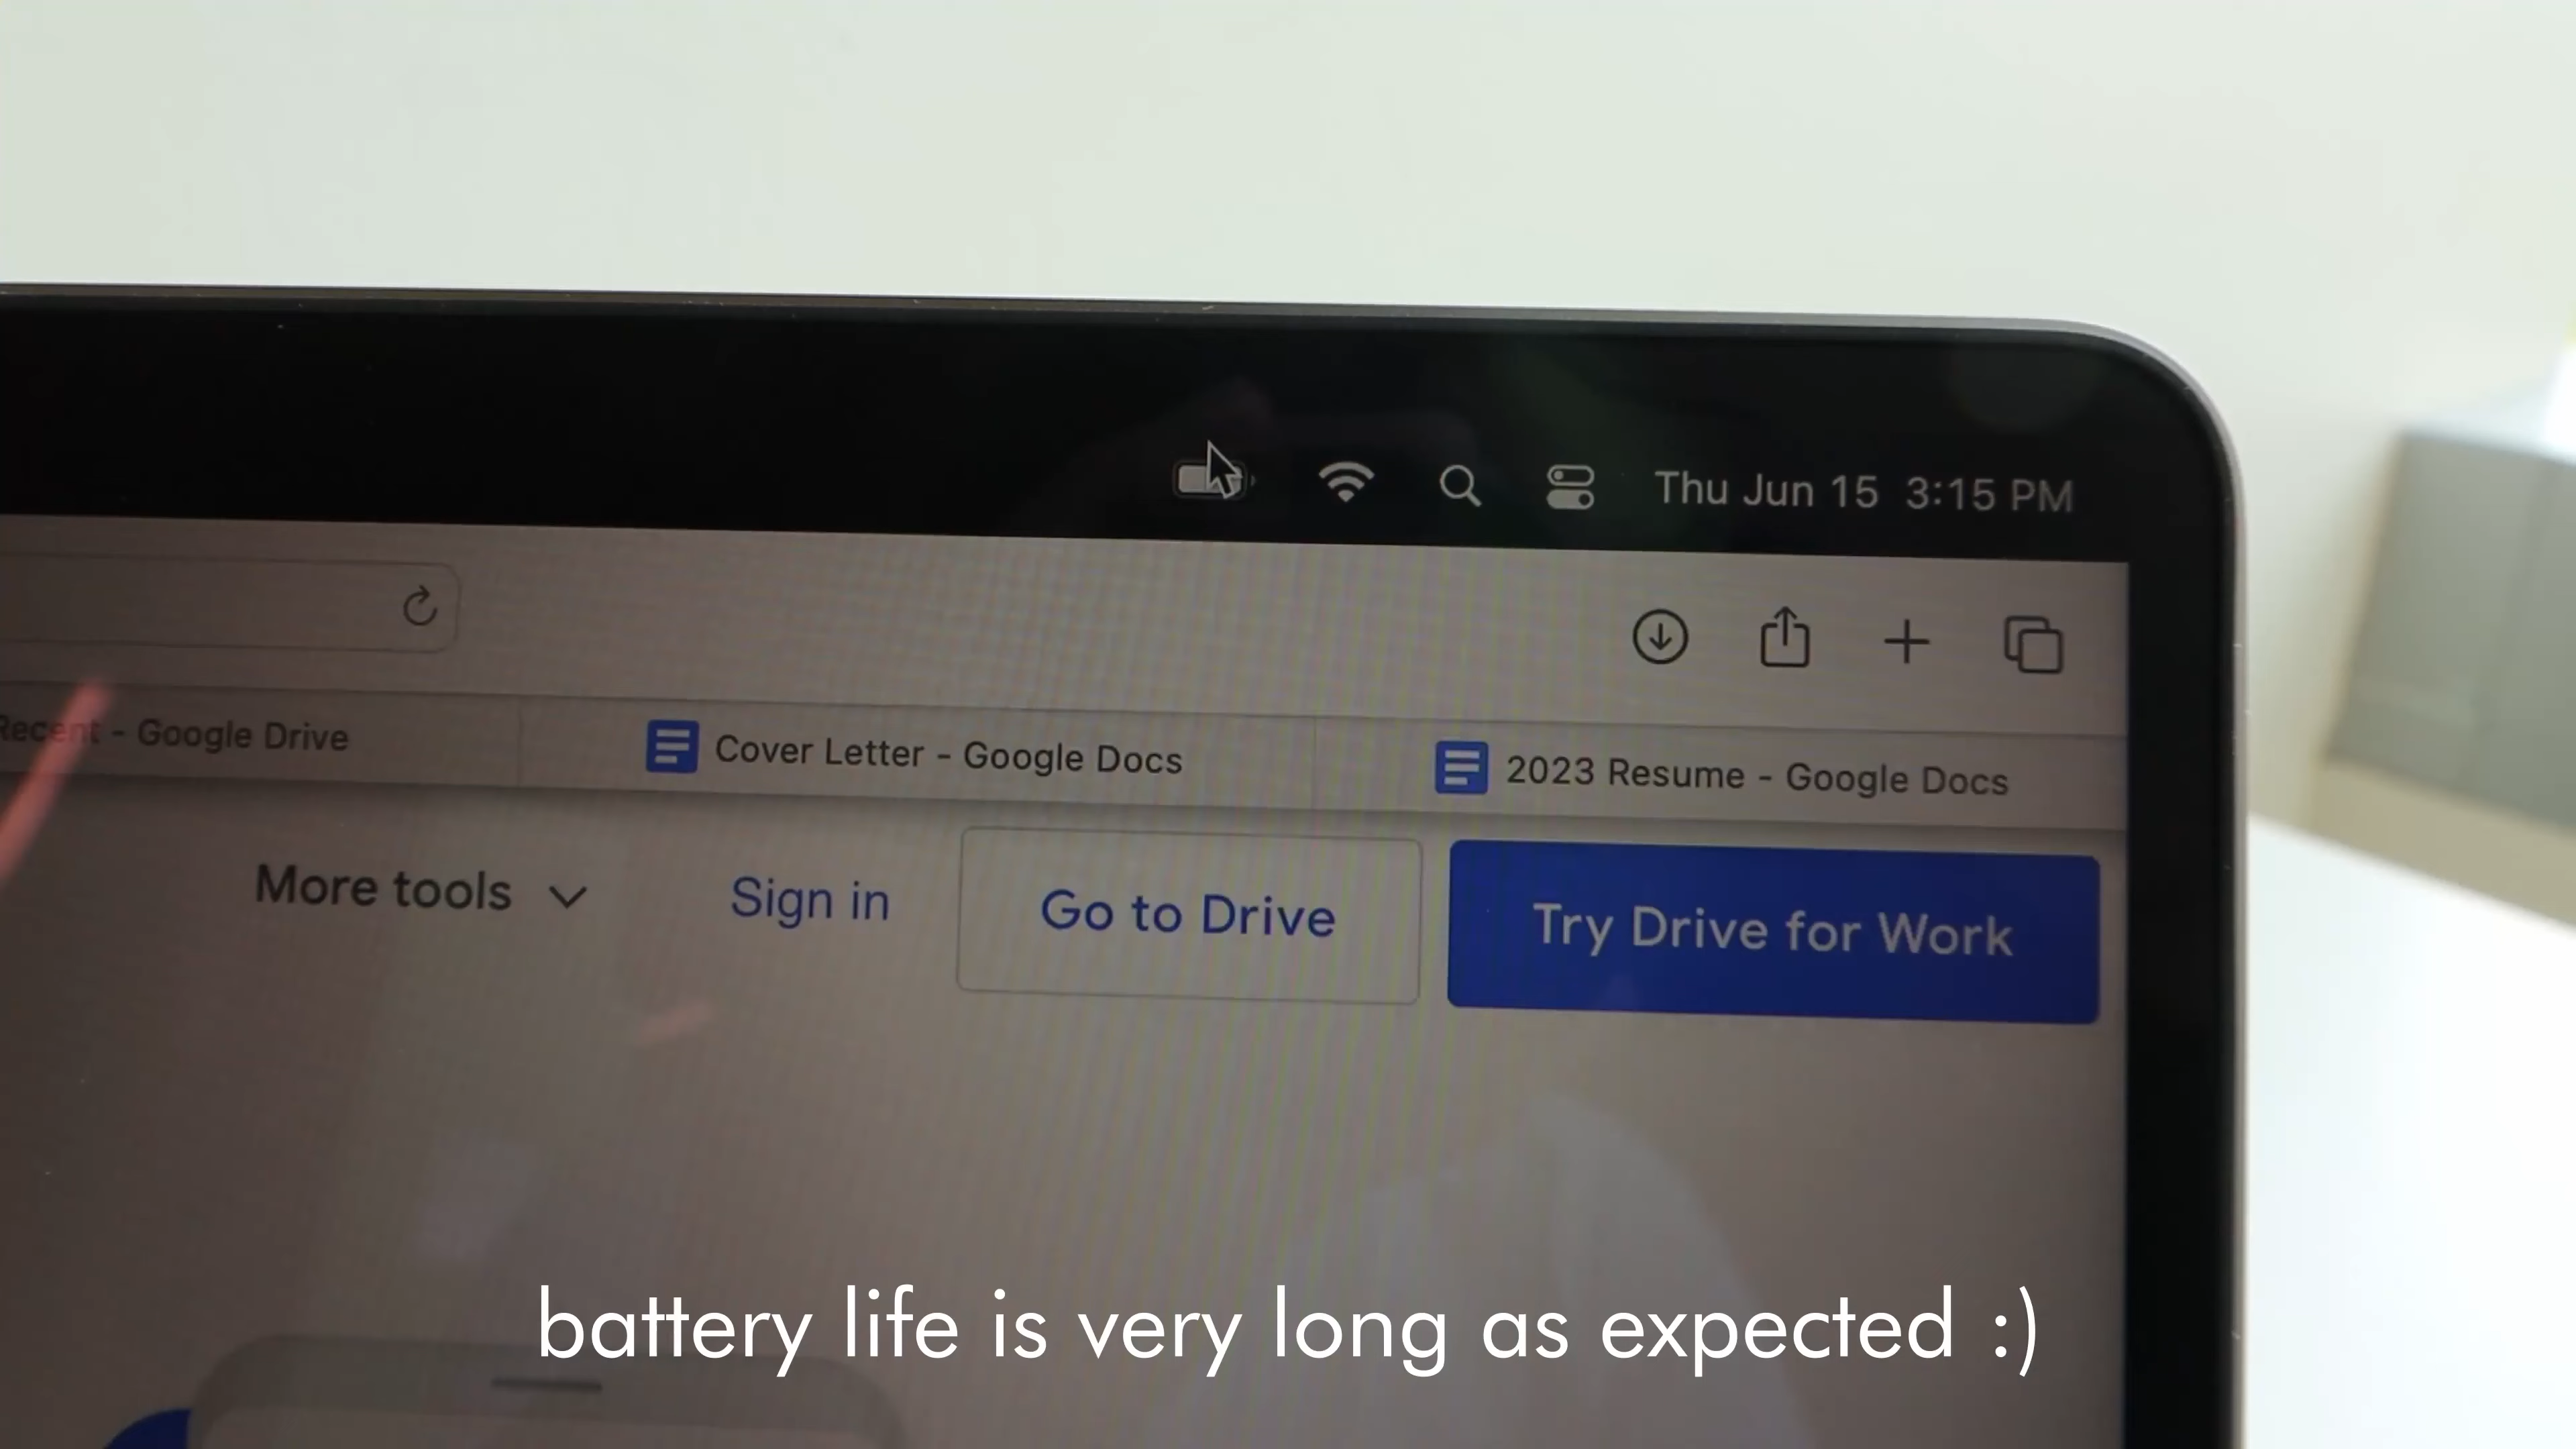 Thu Jun 15 3:15 PM
Recent - Google Drive
Cover Letter - Google Docs
2023 Resume - Google Docs
More tools
Sign in
Go to Drive
Try Drive for Work
battery life is very long as expected :)